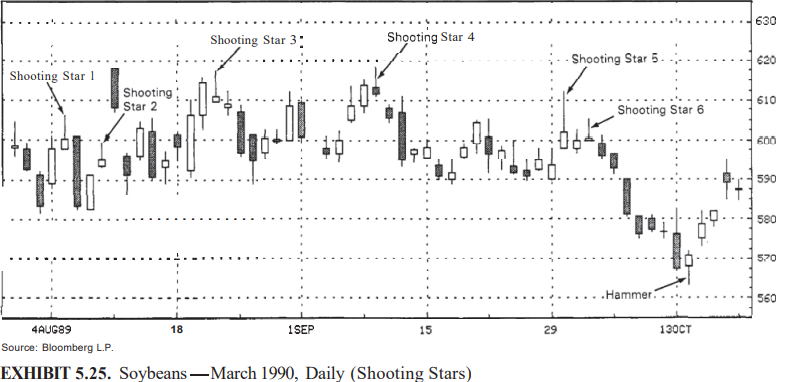 630
Shooting Star 3
Shooting Star 4
620
Shooting Star 5
Shooting Star 1
Shooting
Star 2
610
Shooting Star 6
600
590
580
570
Hammer
560
4AUG89 18 1SEP 15 29 13OCT
Source: Bloomberg L.P.
EXHIBIT 5.25. Soybeans—March 1990, Daily (Shooting Stars)